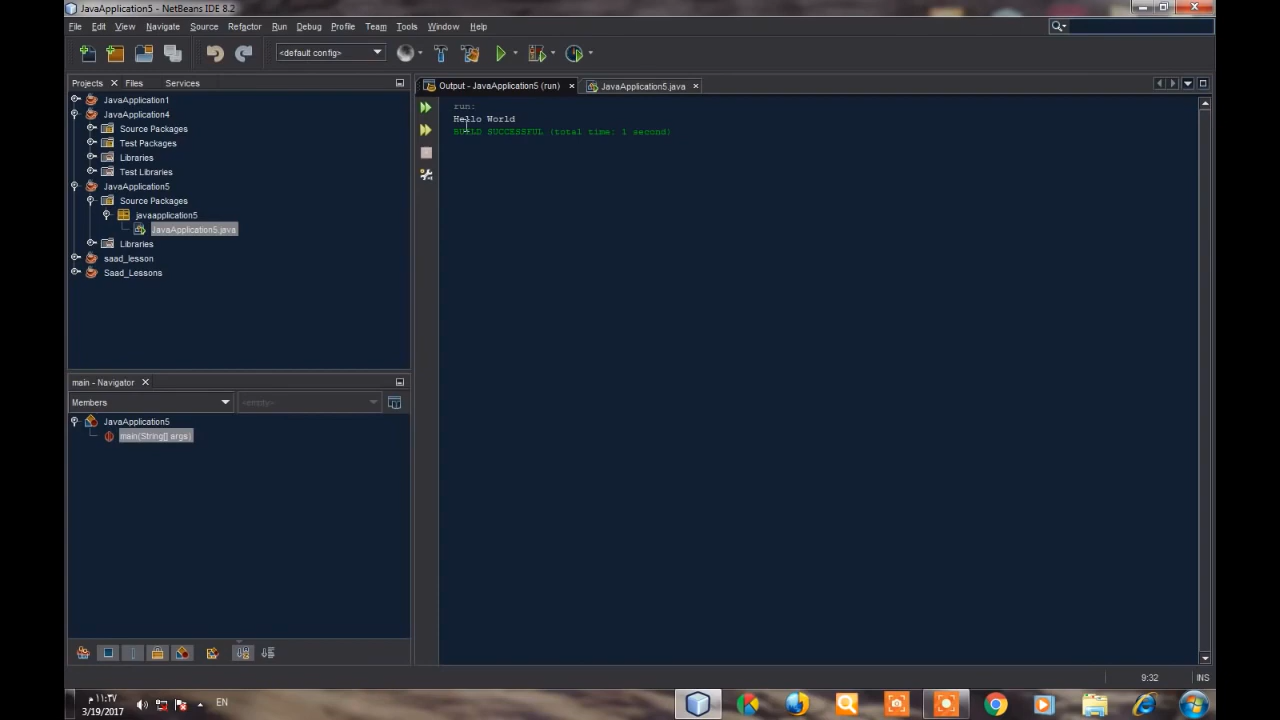 JavaApplication5 - NetBeans IDE 8.2
File Edit View Navigate Source Refactor Run Debug Profile Team Tools Window Help
<default config>
Projects Files Services
JavaApplication1
JavaApplication4
Source Packages
Test Packages
Libraries
Test Libraries
JavaApplication5
Source Packages
javaapplication5
JavaApplication5.java
Libraries
saad_lesson
Saad_Lessons
Output - JavaApplication5 (run) JavaApplication5.java
run:
Hello World
BUILD SUCCESSFUL (total time: 1 second)
main - Navigator
Members <empty>
JavaApplication5
main(String[] args)
9:32 INS
١١:٢٧ م
3/19/2017
EN